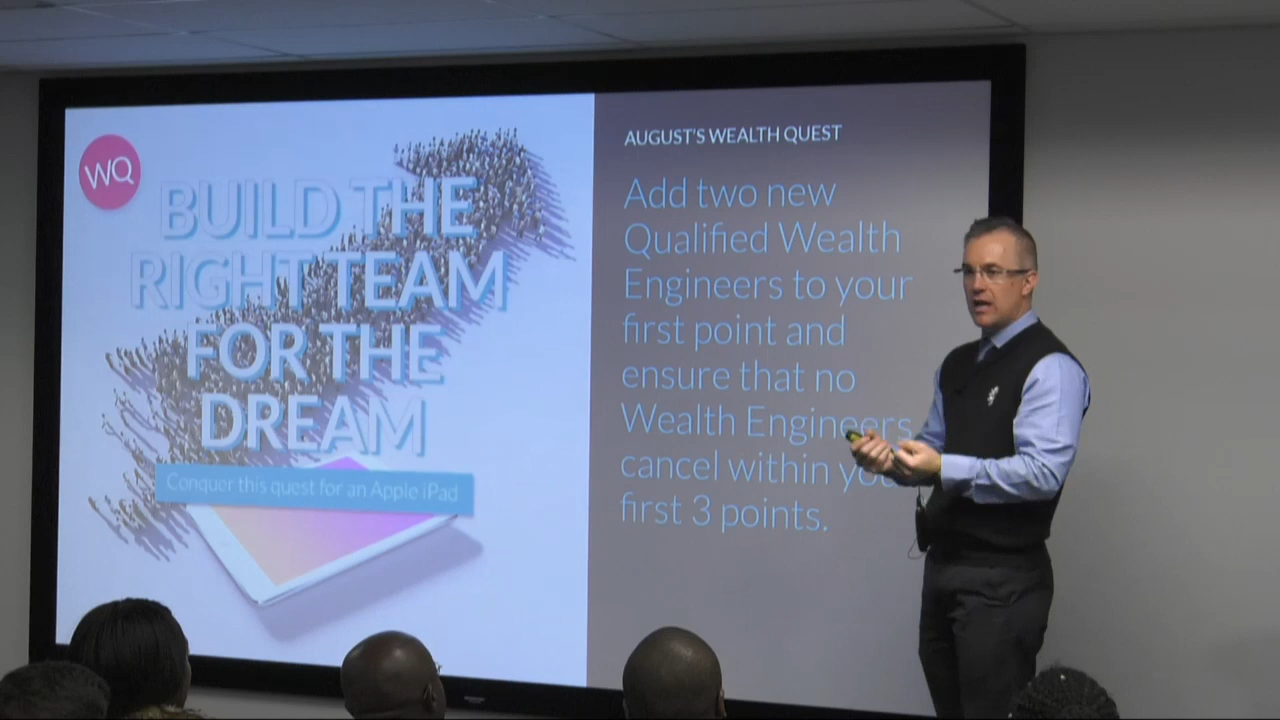 WQ
BUILD THE
RIGHT TEAM
FOR THE
DREAM
Conquer this quest for an Apple iPad
AUGUST'S WEALTH QUEST
Add two new
Qualified Wealth
Engineers to your
first point and
ensure that no
Wealth Engineers
cancel within
first 3 points.